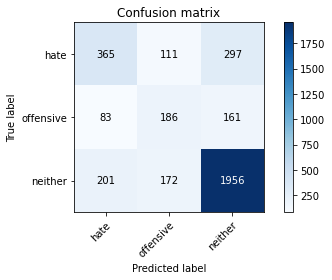 Confusion matrix
True label
hate 365 111 297
offensive 83 186 161
neither 201 172 1956
hate offensive neither
Predicted label
1750
1500
1250
1000
750
500
250